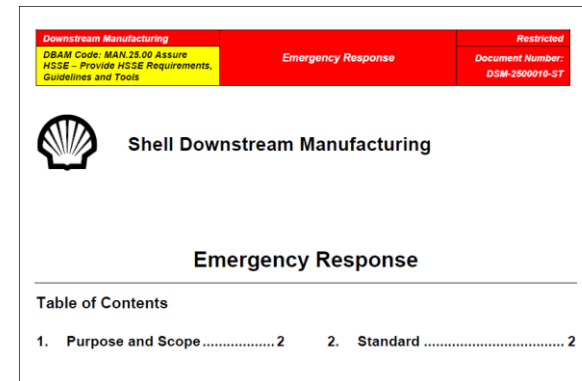 Downstream Manufacturing
Restricted
DBAM Code: MAN.25.00 Assure
HSSE – Provide HSSE Requirements,
Guidelines and Tools
Emergency Response
Document Number:
DSM-2500010-ST
Shell Downstream Manufacturing
Emergency Response
Table of Contents
1. Purpose and Scope..................2
2. Standard ................................... 2